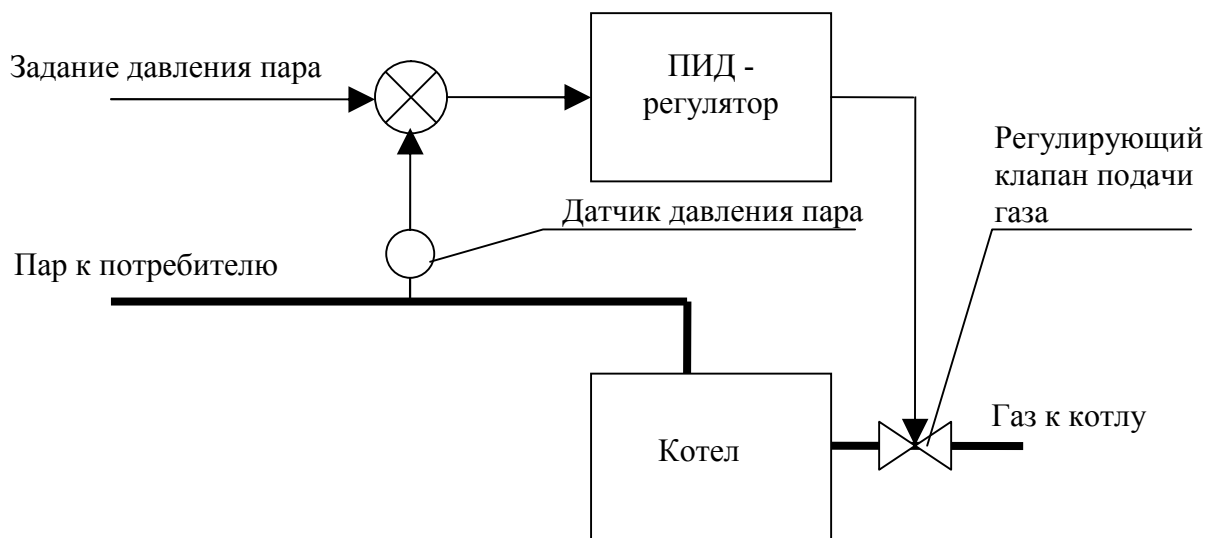 Задание давления пара
ПИД -
регулятор
Регулирующий
клапан подачи
газа
Датчик давления пара
Пар к потребителю
Газ к котлу
Котел